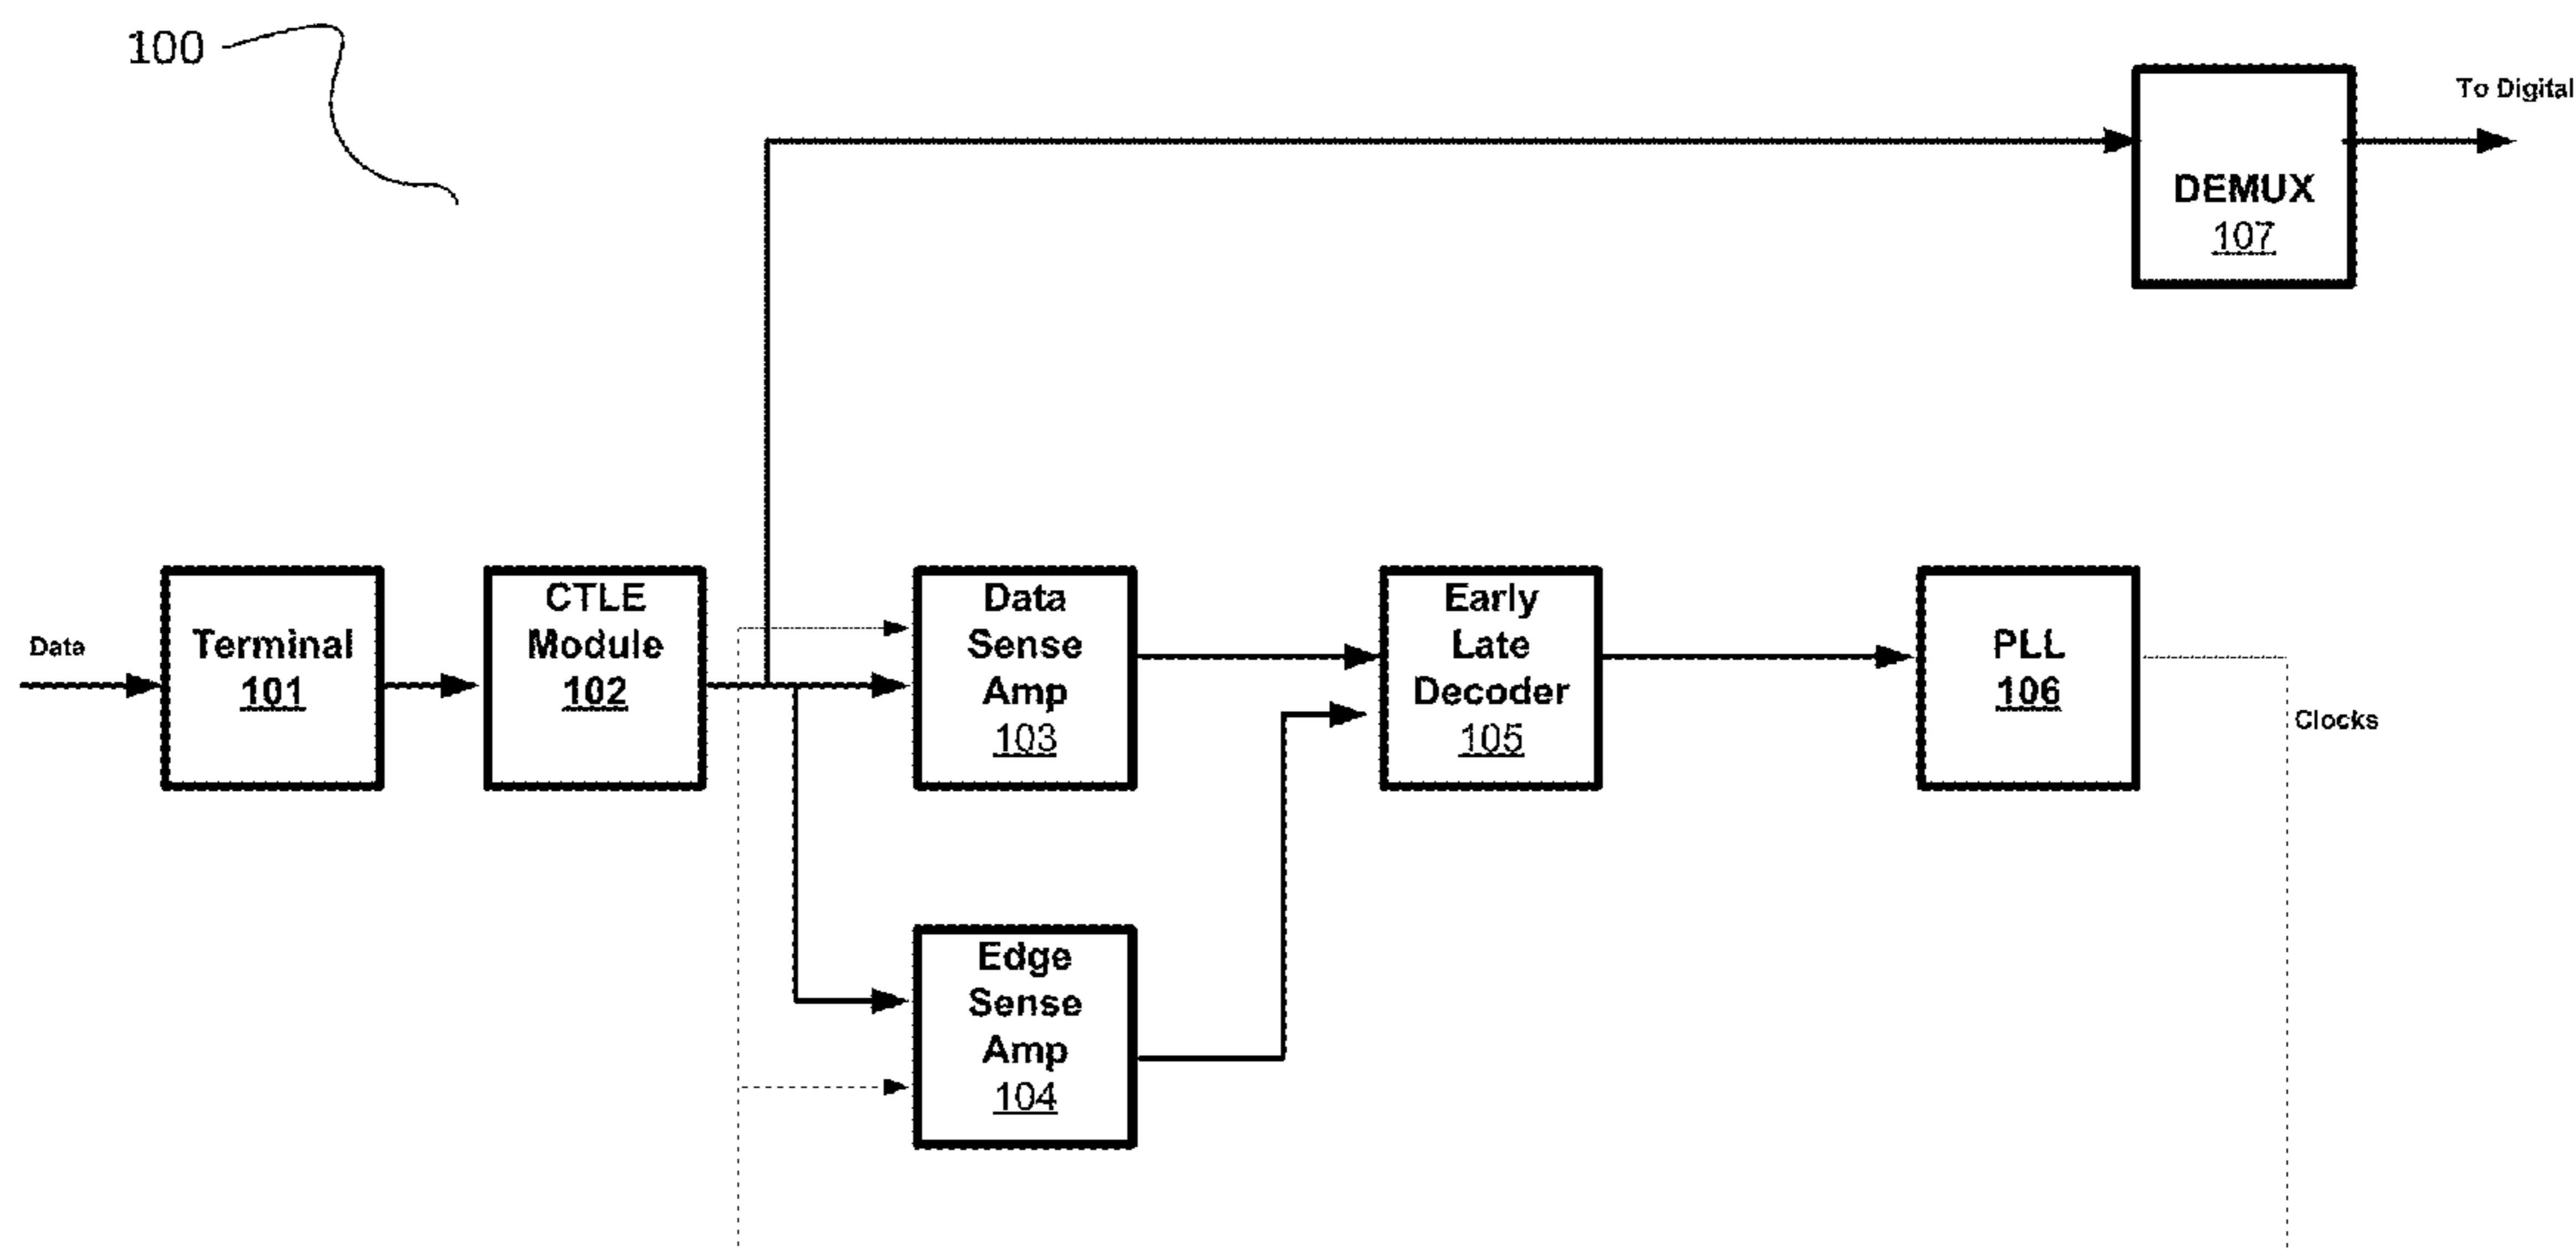 100
To Digital
DEMUX
107
Data
Terminal
101
CTLE
Module
102
Data
Sense
Amp
103
Early
Late
Decoder
105
PLL
106
Clocks
Edge
Sense
Amp
104